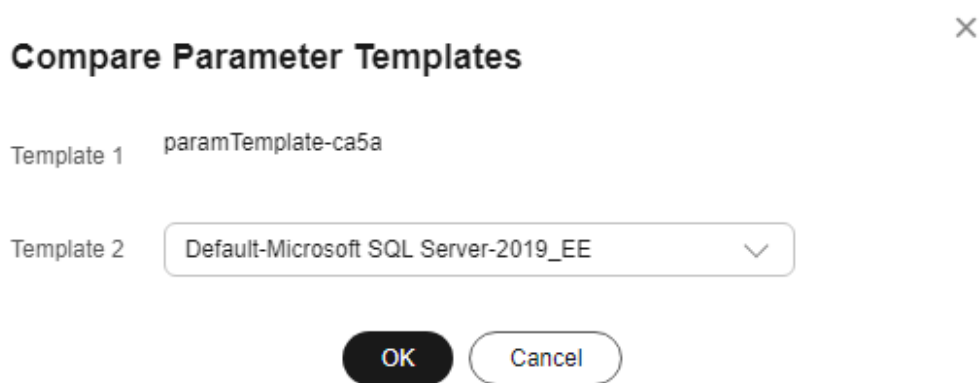 Compare Parameter Templates
Template 1 paramTemplate-ca5a
Template 2 Default-Microsoft SQL Server-2019_EE
OK Cancel